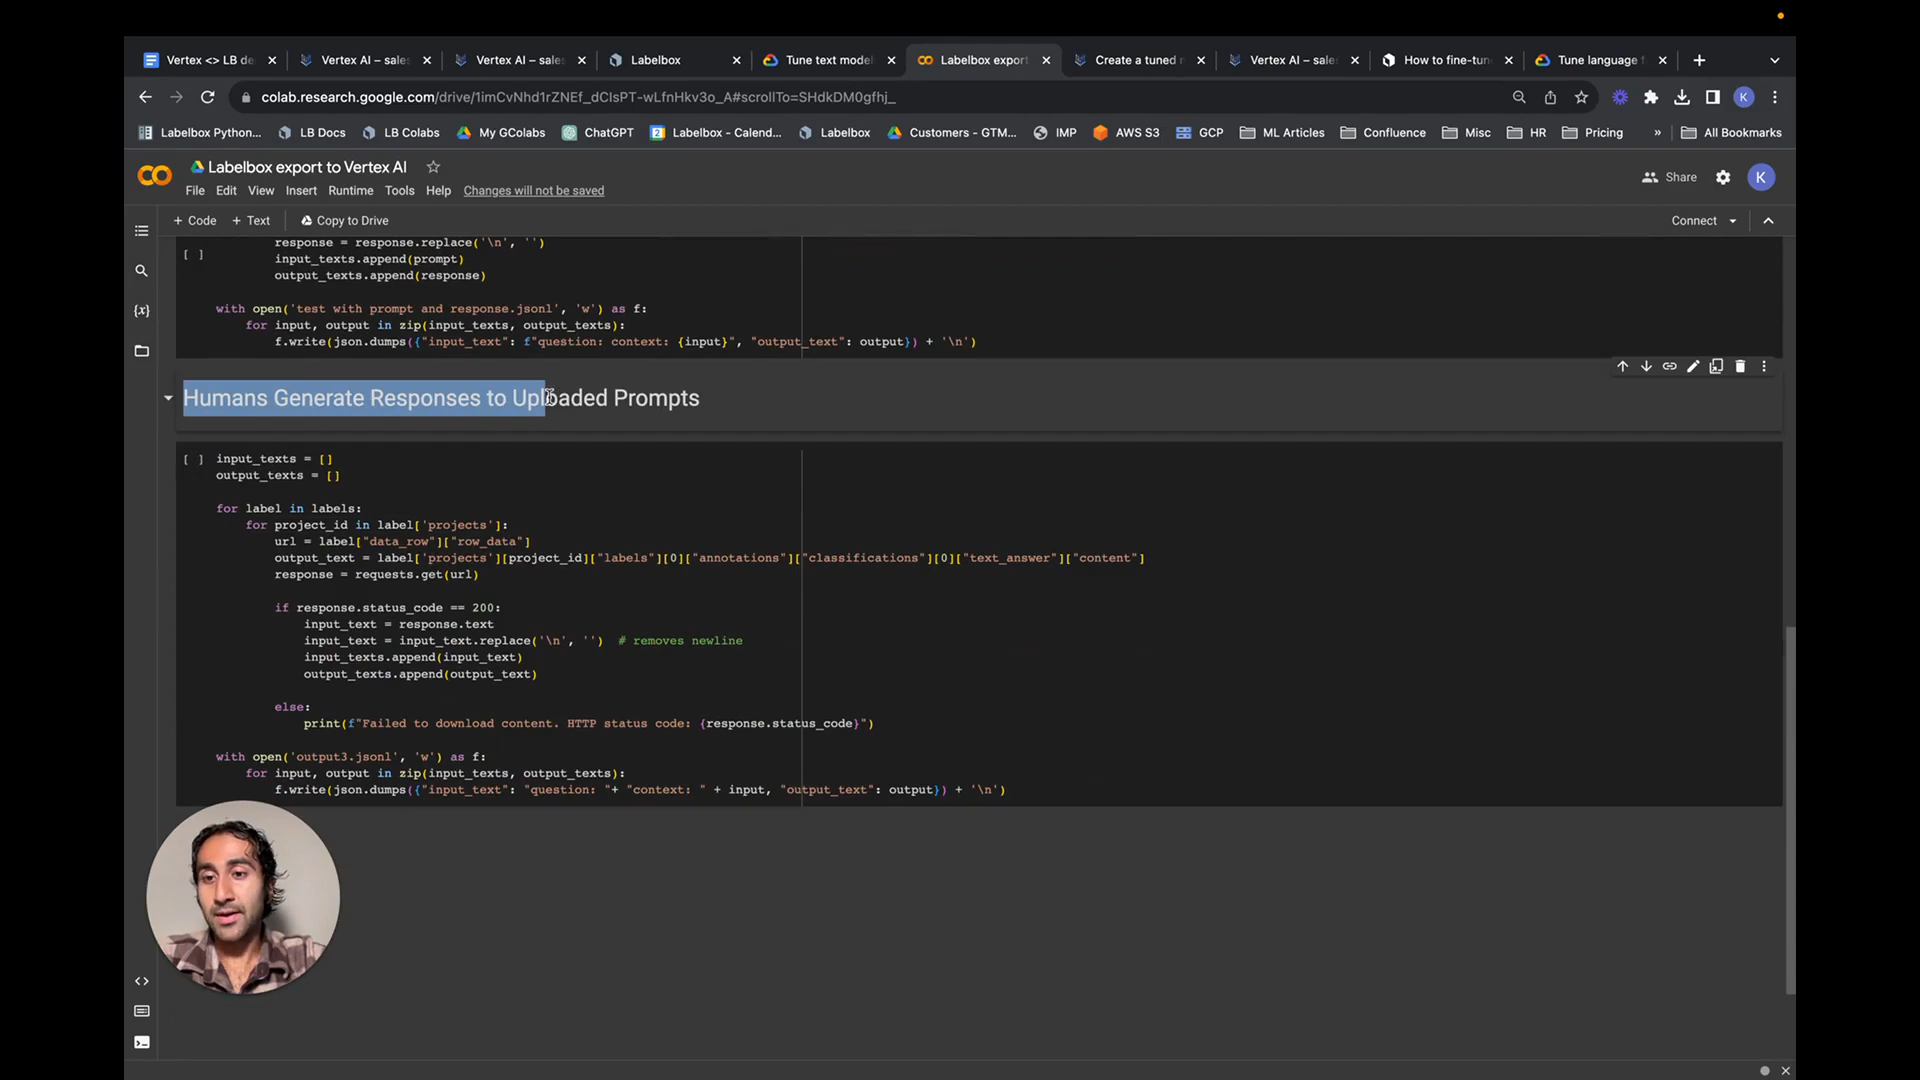 Vertex <> LB de
Vertex AI – sales
Vertex AI – sales
Labelbox
Tune text model
Labelbox export
Create a tuned m
Vertex AI – sales
How to fine-tun
Tune language f
colab.research.google.com/drive/1imCvNhd1rZNEf_dCIsPT-wLfnHkv3o_A#scrollTo=SHdkDM0gfhj_
K
Labelbox Python...
LB Docs
LB Colabs
My GColabs
ChatGPT
Labelbox - Calend...
Labelbox
Customers - GTM...
IMP
AWS S3
GCP
ML Articles
Confluence
Misc
HR
Pricing
»
All Bookmarks
Labelbox export to Vertex AI
Share
K
File Edit View Insert Runtime Tools Help Changes will not be saved
+ Code + Text Copy to Drive
Connect
response = response.replace('\n', '')
[ ] input_texts.append(prompt)
output_texts.append(response)
with open('test with prompt and response.jsonl', 'w') as f:
for input, output in zip(input_texts, output_texts):
f.write(json.dumps({"input_text": f"question: context: {input}", "output_text": output}) + '\n')
Humans Generate Responses to Uploaded Prompts
[ ] input_texts = []
output_texts = []
for label in labels:
for project_id in label['projects']:
url = label["data_row"]["row_data"]
output_text = label['projects'][project_id]["labels"][0]["annotations"]["classifications"][0]["text_answer"]["content"]
response = requests.get(url)
if response.status_code == 200:
input_text = response.text
input_text = input_text.replace('\n', '') # removes newline
input_texts.append(input_text)
output_texts.append(output_text)
else:
print(f"Failed to download content. HTTP status code: {response.status_code}")
with open('output3.jsonl', 'w') as f:
for input, output in zip(input_texts, output_texts):
f.write(json.dumps({"input_text": "question: "+ "context: " + input, "output_text": output}) + '\n')